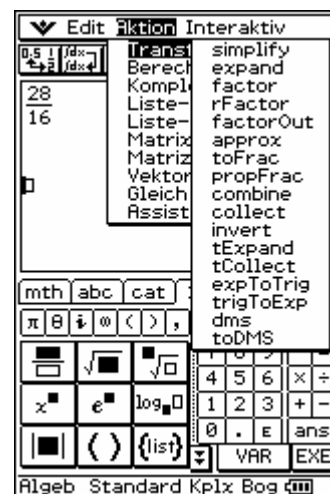 Edit Aktion Interaktiv
28
16
Transf
Berech
Kompl
Liste-
Liste-
Matrix
Matriz
Vektor
Gleich
Assist
simplify
expand
factor
rFactor
factorOut
approx
toFrac
propFrac
combine
collect
invert
tExpand
tCollect
expToTrig
trigToExp
dms
toDMS
mth abc cat
π θ i ∞ ( ) ,
4 5 6 × ÷
1 2 3 + −
0 . E ans
x e log
( ) {list}
VAR EXE
Algeb Standard Kplx Bog